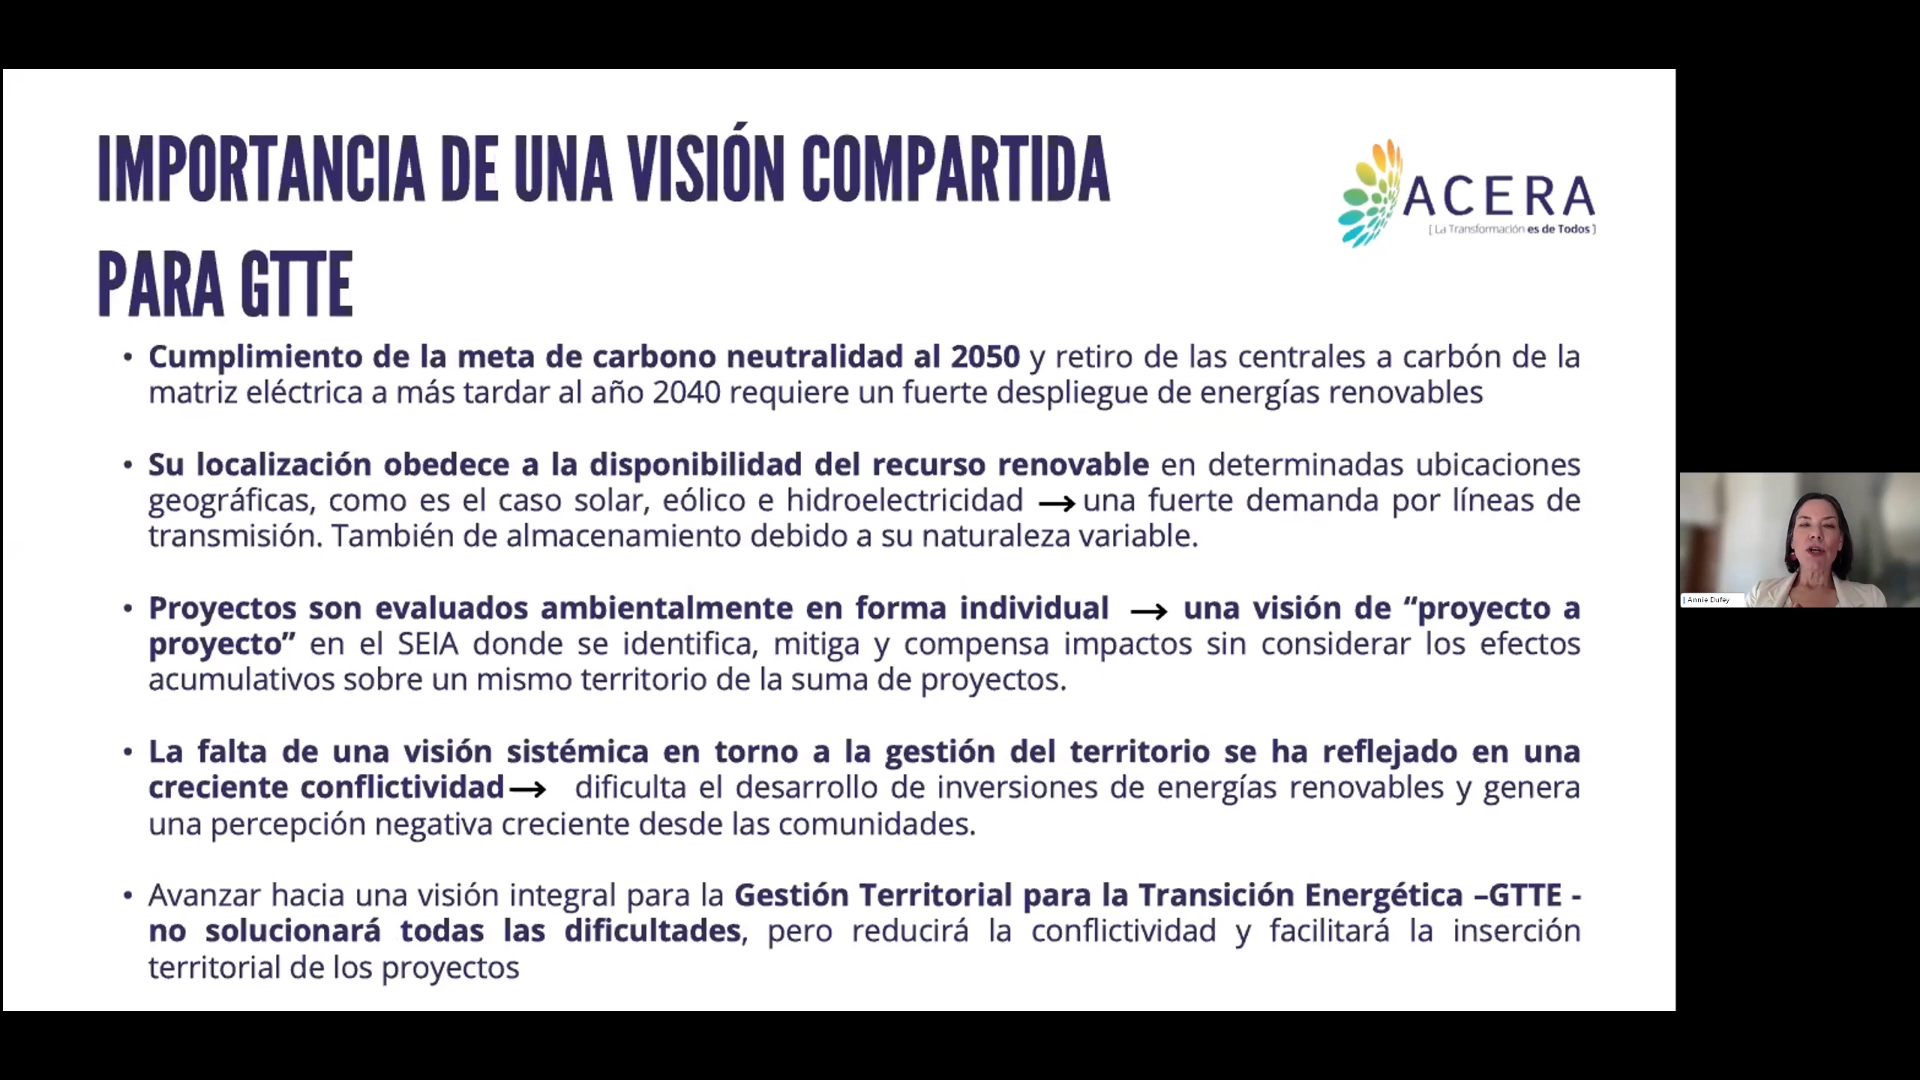 IMPORTANCIA DE UNA VISIÓN COMPARTIDA
PARA GTTE
ACERA
[ La Transformación es de Todos ]
• Cumplimiento de la meta de carbono neutralidad al 2050 y retiro de las centrales a carbón de la
matriz eléctrica a más tardar al año 2040 requiere un fuerte despliegue de energías renovables
• Su localización obedece a la disponibilidad del recurso renovable en determinadas ubicaciones
geográficas, como es el caso solar, eólico e hidroelectricidad → una fuerte demanda por líneas de
transmisión. También de almacenamiento debido a su naturaleza variable.
• Proyectos son evaluados ambientalmente en forma individual → una visión de “proyecto a
proyecto” en el SEIA donde se identifica, mitiga y compensa impactos sin considerar los efectos
acumulativos sobre un mismo territorio de la suma de proyectos.
• La falta de una visión sistémica en torno a la gestión del territorio se ha reflejado en una
creciente conflictividad → dificulta el desarrollo de inversiones de energías renovables y genera
una percepción negativa creciente desde las comunidades.
• Avanzar hacia una visión integral para la Gestión Territorial para la Transición Energética –GTTE -
no solucionará todas las dificultades, pero reducirá la conflictividad y facilitará la inserción
territorial de los proyectos
Annie Dufey